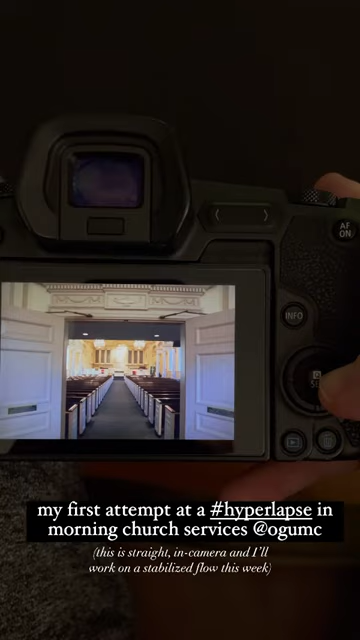 AF
ON
INFO
my first attempt at a #hyperlapse in
morning church services @ogumc
(this is straight, in-camera and I'll
work on a stabilized flow this week)